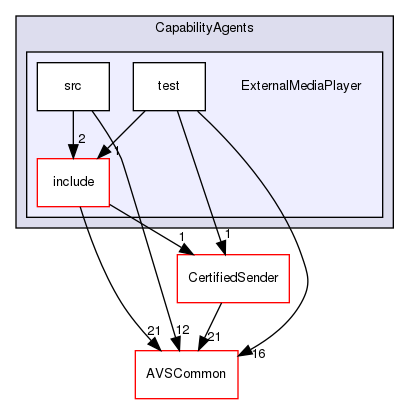 CapabilityAgents
src
test
ExternalMediaPlayer
2
1
include
1
1
CertifiedSender
21
12
21
16
AVSCommon